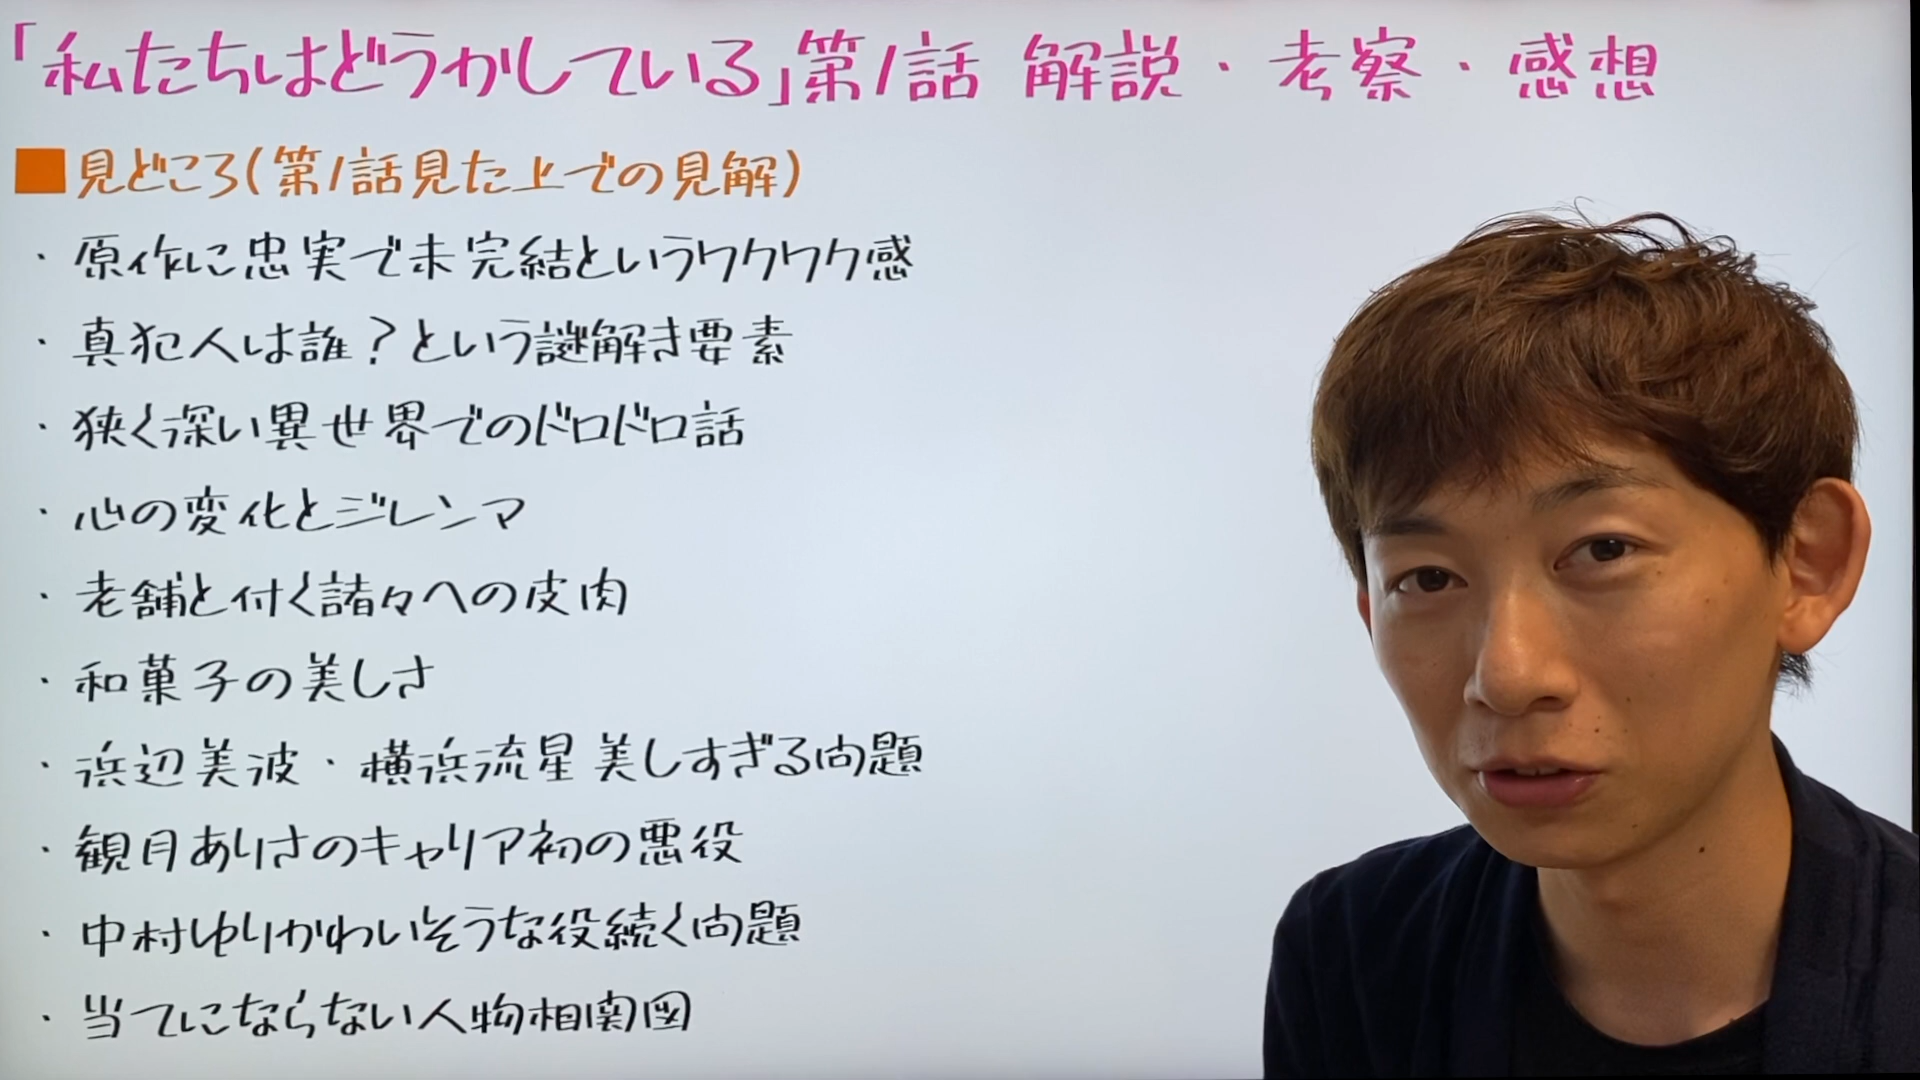 「私たちはどうかしている」第1話 解説・考察・感想
■見どころ(第1話見た上での見解)
・原作に忠実で未完結というワクワク感
・真犯人は誰？という謎解き要素
・狭く深い異世界でのドロドロ話
・心の変化とジレンマ
・老舗と付く諸々への皮肉
・和菓子の美しさ
・浜辺美波・横浜流星美しすぎる問題
・観月ありさのキャリア初の悪役
・中村ゆりかわいそうな役続く問題
・当てにならない人物相関図